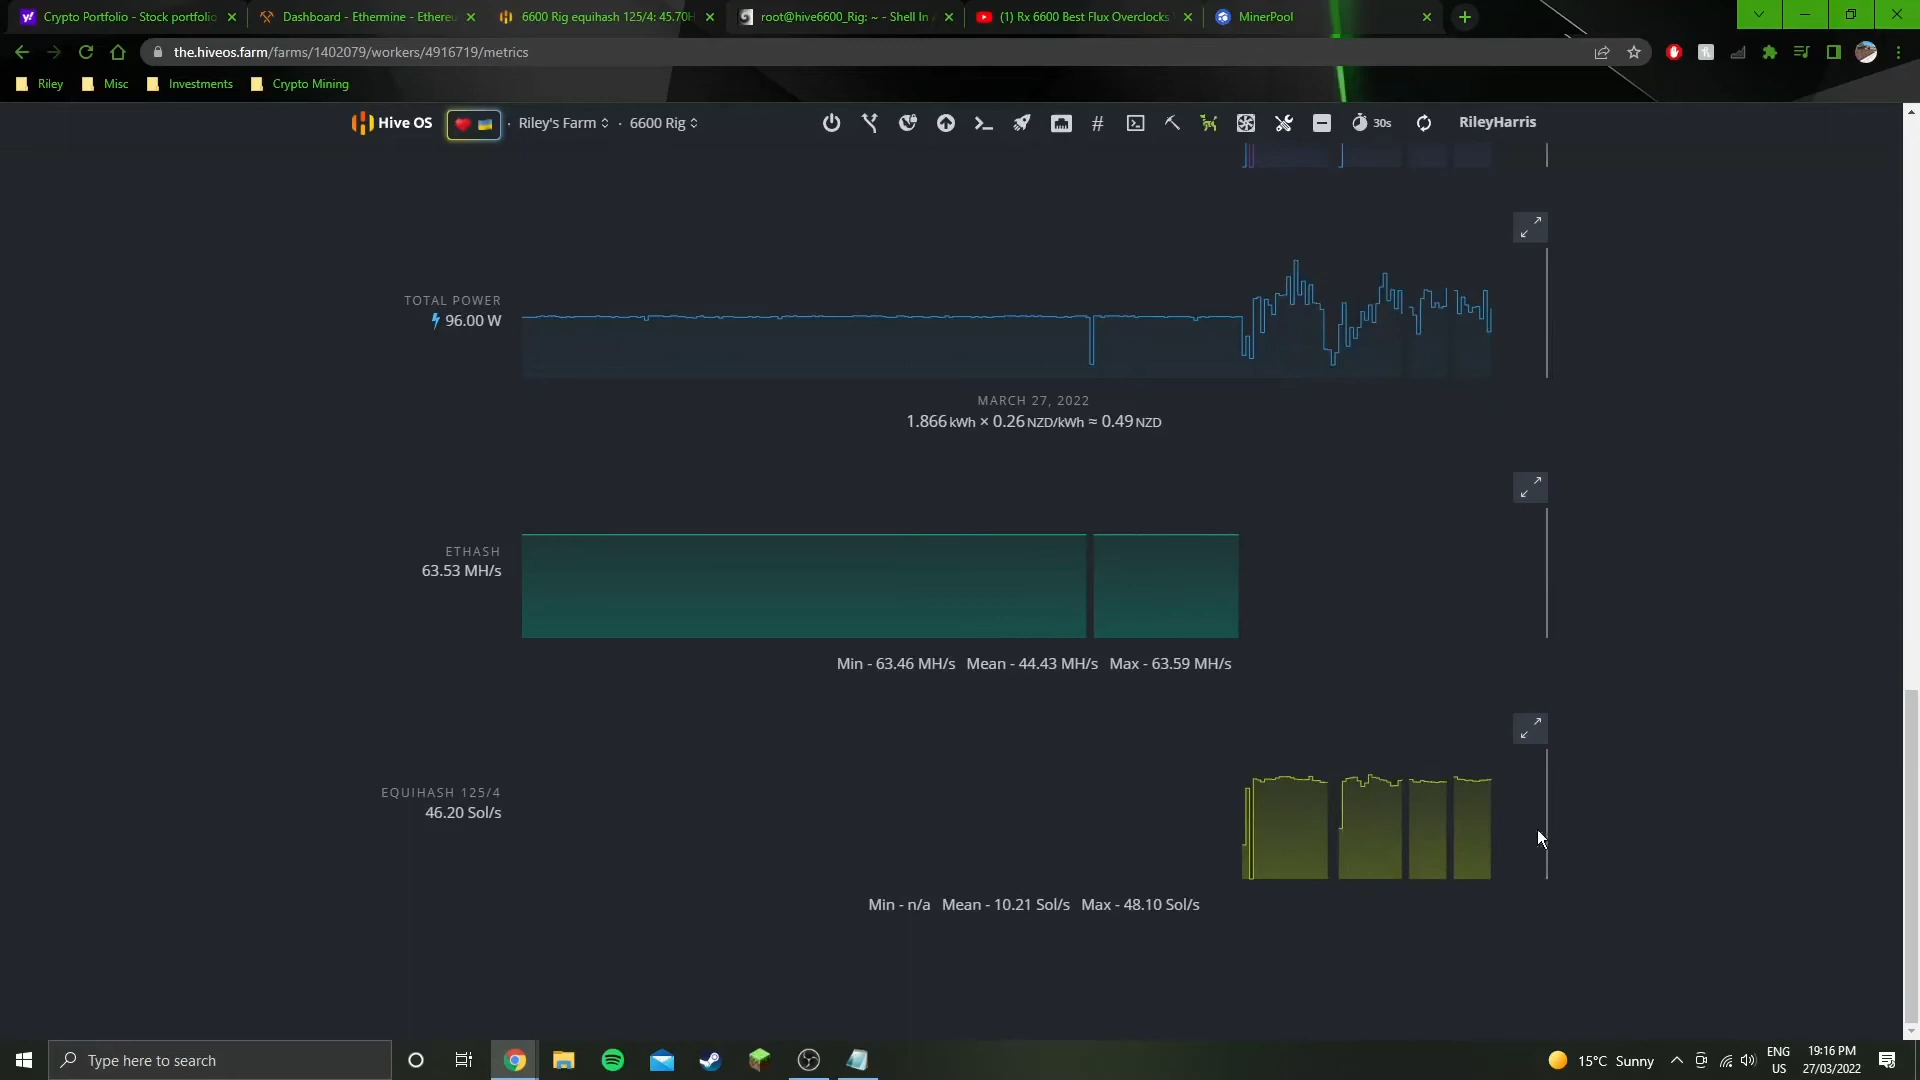 Crypto Portfolio - Stock portfolio
Dashboard - Ethermine - Ethereu
6600 Rig equihash 125/4: 45.70H
root@hive6600_Rig: ~ - Shell In
(1) Rx 6600 Best Flux Overclocks
MinerPool
the.hiveos.farm/farms/1402079/workers/4916719/metrics
Riley
Misc
Investments
Crypto Mining
Hive OS
· Riley's Farm
· 6600 Rig
30s
RileyHarris
TOTAL POWER
96.00 W
MARCH 27, 2022
1.866 kWh × 0.26 NZD/kWh ≈ 0.49 NZD
ETHASH
63.53 MH/s
Min - 63.46 MH/s Mean - 44.43 MH/s Max - 63.59 MH/s
EQUIHASH 125/4
46.20 Sol/s
Min - n/a Mean - 10.21 Sol/s Max - 48.10 Sol/s
Type here to search
15°C Sunny
ENG
US
19:16 PM
27/03/2022